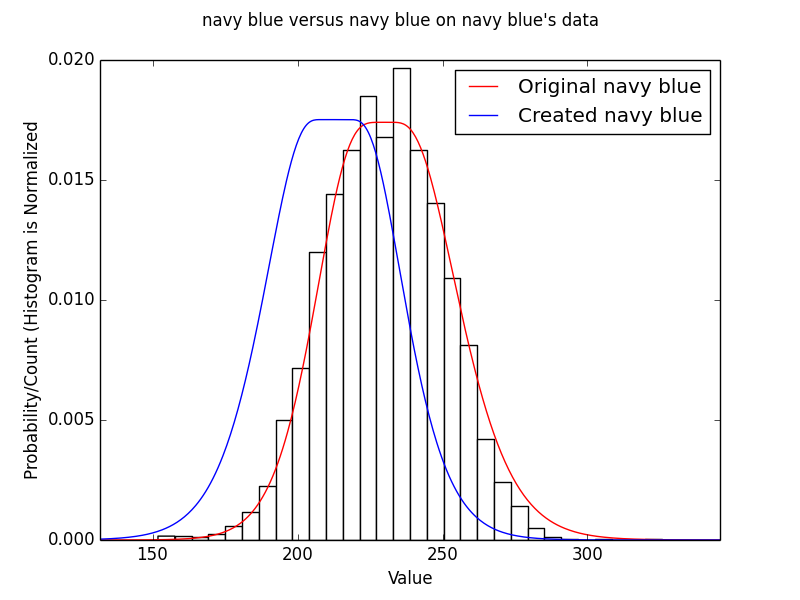 navy blue versus navy blue on navy blue's data
0.020
0.015
0.010
0.005
0.000
Probability/Count (Histogram is Normalized
Original navy blue
Created navy blue
150
200
250
300
Value